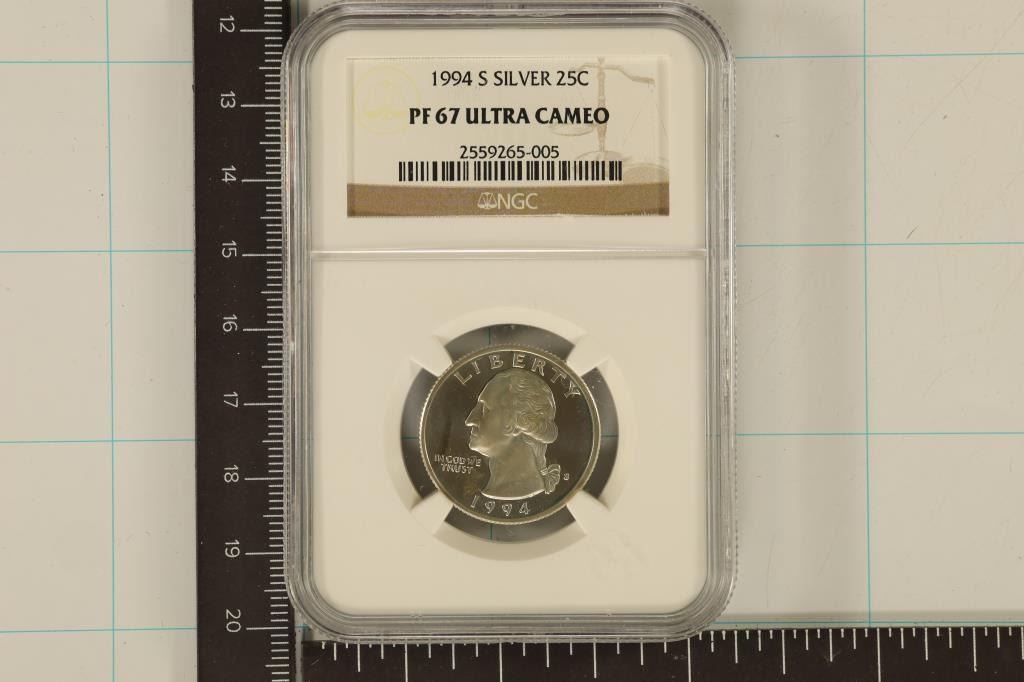 1994 S SILVER 25C
PF 67 ULTRA CAMEO
2559265-005
NGC
LIBERTY
IN GOD WE
TRUST
S
1994
12
13
14
15
16
17
18
19
20